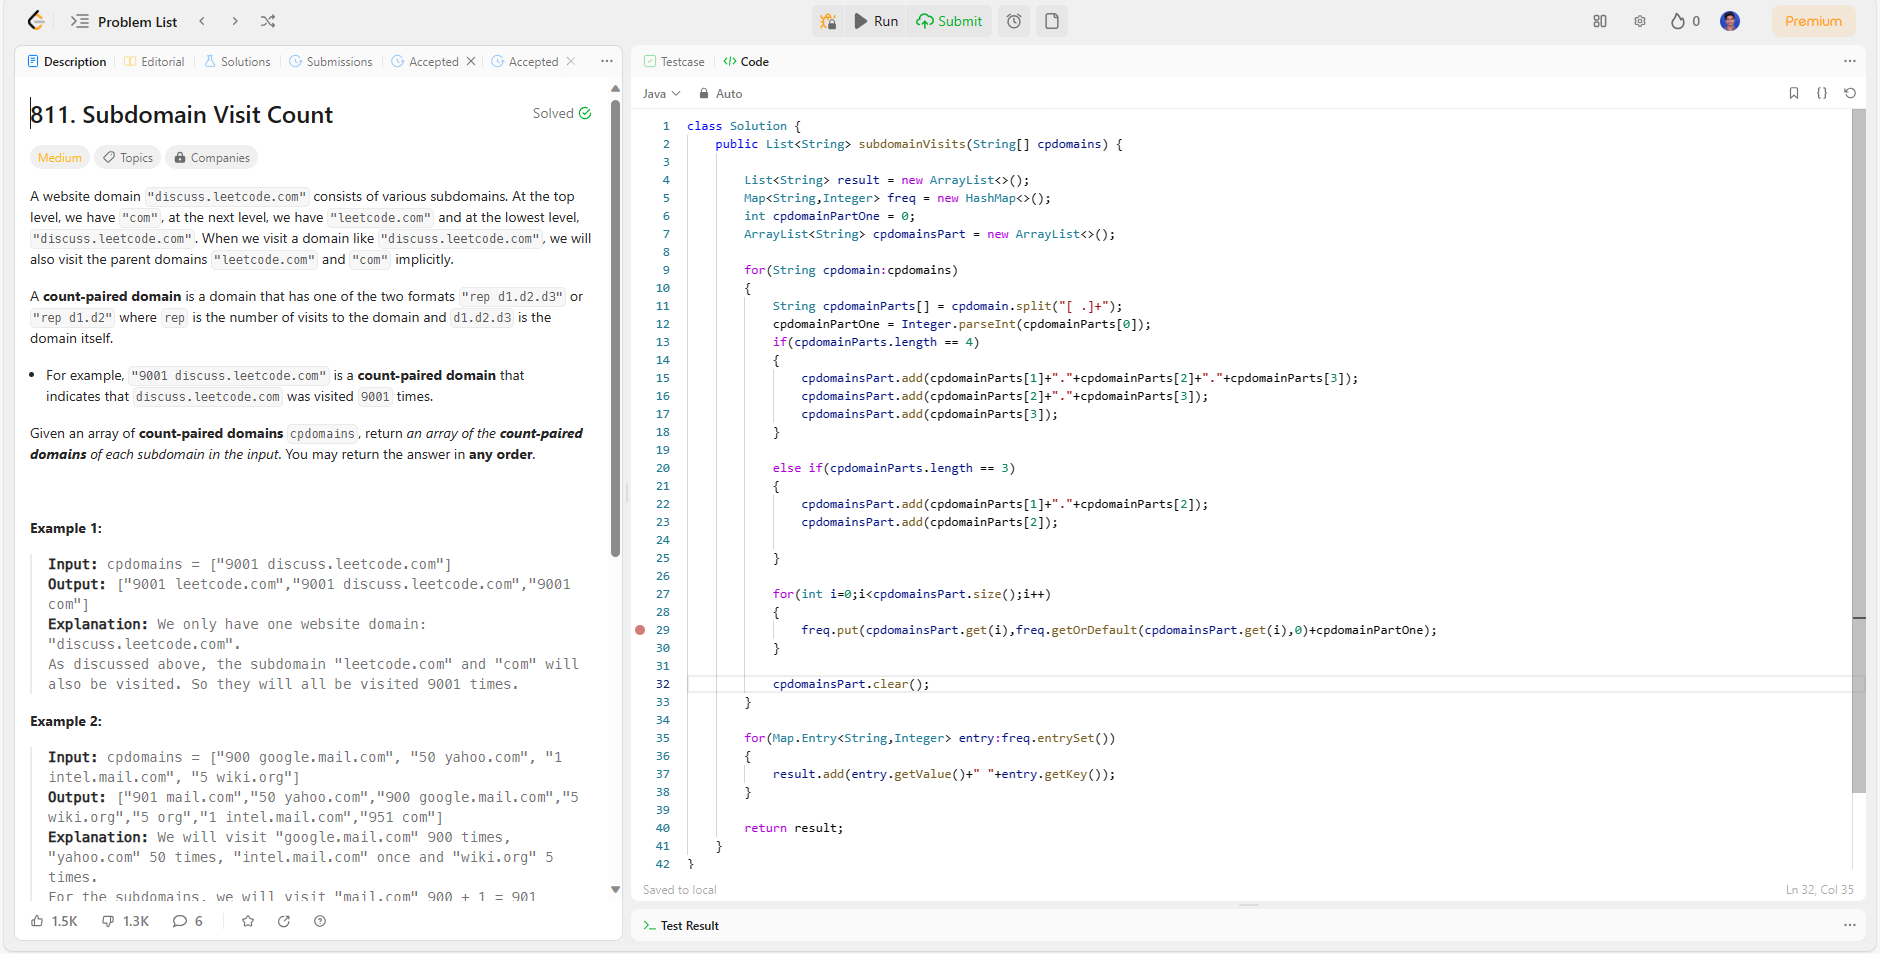 Problem List
Run
Submit
0
Premium
Description
Editorial
Solutions
Submissions
Accepted
Accepted
811. Subdomain Visit Count
Solved
Medium
Topics
Companies
A website domain "discuss.leetcode.com" consists of various subdomains. At the top
level, we have "com", at the next level, we have "leetcode.com" and at the lowest level,
"discuss.leetcode.com". When we visit a domain like "discuss.leetcode.com", we will
also visit the parent domains "leetcode.com" and "com" implicitly.
A count-paired domain is a domain that has one of the two formats "rep d1.d2.d3" or
"rep d1.d2" where rep is the number of visits to the domain and d1.d2.d3 is the
domain itself.
• For example, "9001 discuss.leetcode.com" is a count-paired domain that
indicates that discuss.leetcode.com was visited 9001 times.
Given an array of count-paired domains cpdomains, return an array of the count-paired
domains of each subdomain in the input. You may return the answer in any order.
Example 1:
Input: cpdomains = ["9001 discuss.leetcode.com"]
Output: ["9001 leetcode.com","9001 discuss.leetcode.com","9001
com"]
Explanation: We only have one website domain:
"discuss.leetcode.com".
As discussed above, the subdomain "leetcode.com" and "com" will
also be visited. So they will all be visited 9001 times.
Example 2:
Input: cpdomains = ["900 google.mail.com", "50 yahoo.com", "1
intel.mail.com", "5 wiki.org"]
Output: ["901 mail.com","50 yahoo.com","900 google.mail.com","5
wiki.org","5 org","1 intel.mail.com","951 com"]
Explanation: We will visit "google.mail.com" 900 times,
"yahoo.com" 50 times, "intel.mail.com" once and "wiki.org" 5
times.
For the subdomains, we will visit "mail.com" 900 + 1 = 901
1.5K
1.3K
6
Testcase
</> Code
Java
Auto
1 class Solution {
2 public List<String> subdomainVisits(String[] cpdomains) {
3
4 List<String> result = new ArrayList<>();
5 Map<String,Integer> freq = new HashMap<>();
6 int cpdomainPartOne = 0;
7 ArrayList<String> cpdomainsPart = new ArrayList<>();
8
9 for(String cpdomain:cpdomains)
10 {
11 String cpdomainParts[] = cpdomain.split("[ .]+");
12 cpdomainPartOne = Integer.parseInt(cpdomainParts[0]);
13 if(cpdomainParts.length == 4)
14 {
15 cpdomainsPart.add(cpdomainParts[1]+"."+cpdomainParts[2]+"."+cpdomainParts[3]);
16 cpdomainsPart.add(cpdomainParts[2]+"."+cpdomainParts[3]);
17 cpdomainsPart.add(cpdomainParts[3]);
18 }
19
20 else if(cpdomainParts.length == 3)
21 {
22 cpdomainsPart.add(cpdomainParts[1]+"."+cpdomainParts[2]);
23 cpdomainsPart.add(cpdomainParts[2]);
24
25 }
26
27 for(int i=0;i<cpdomainsPart.size();i++)
28 {
29 freq.put(cpdomainsPart.get(i),freq.getOrDefault(cpdomainsPart.get(i),0)+cpdomainPartOne);
30 }
31
32 cpdomainsPart.clear();
33 }
34
35 for(Map.Entry<String,Integer> entry:freq.entrySet())
36 {
37 result.add(entry.getValue()+" "+entry.getKey());
38 }
39
40 return result;
41 }
42 }
Saved to local
Ln 32, Col 35
Test Result